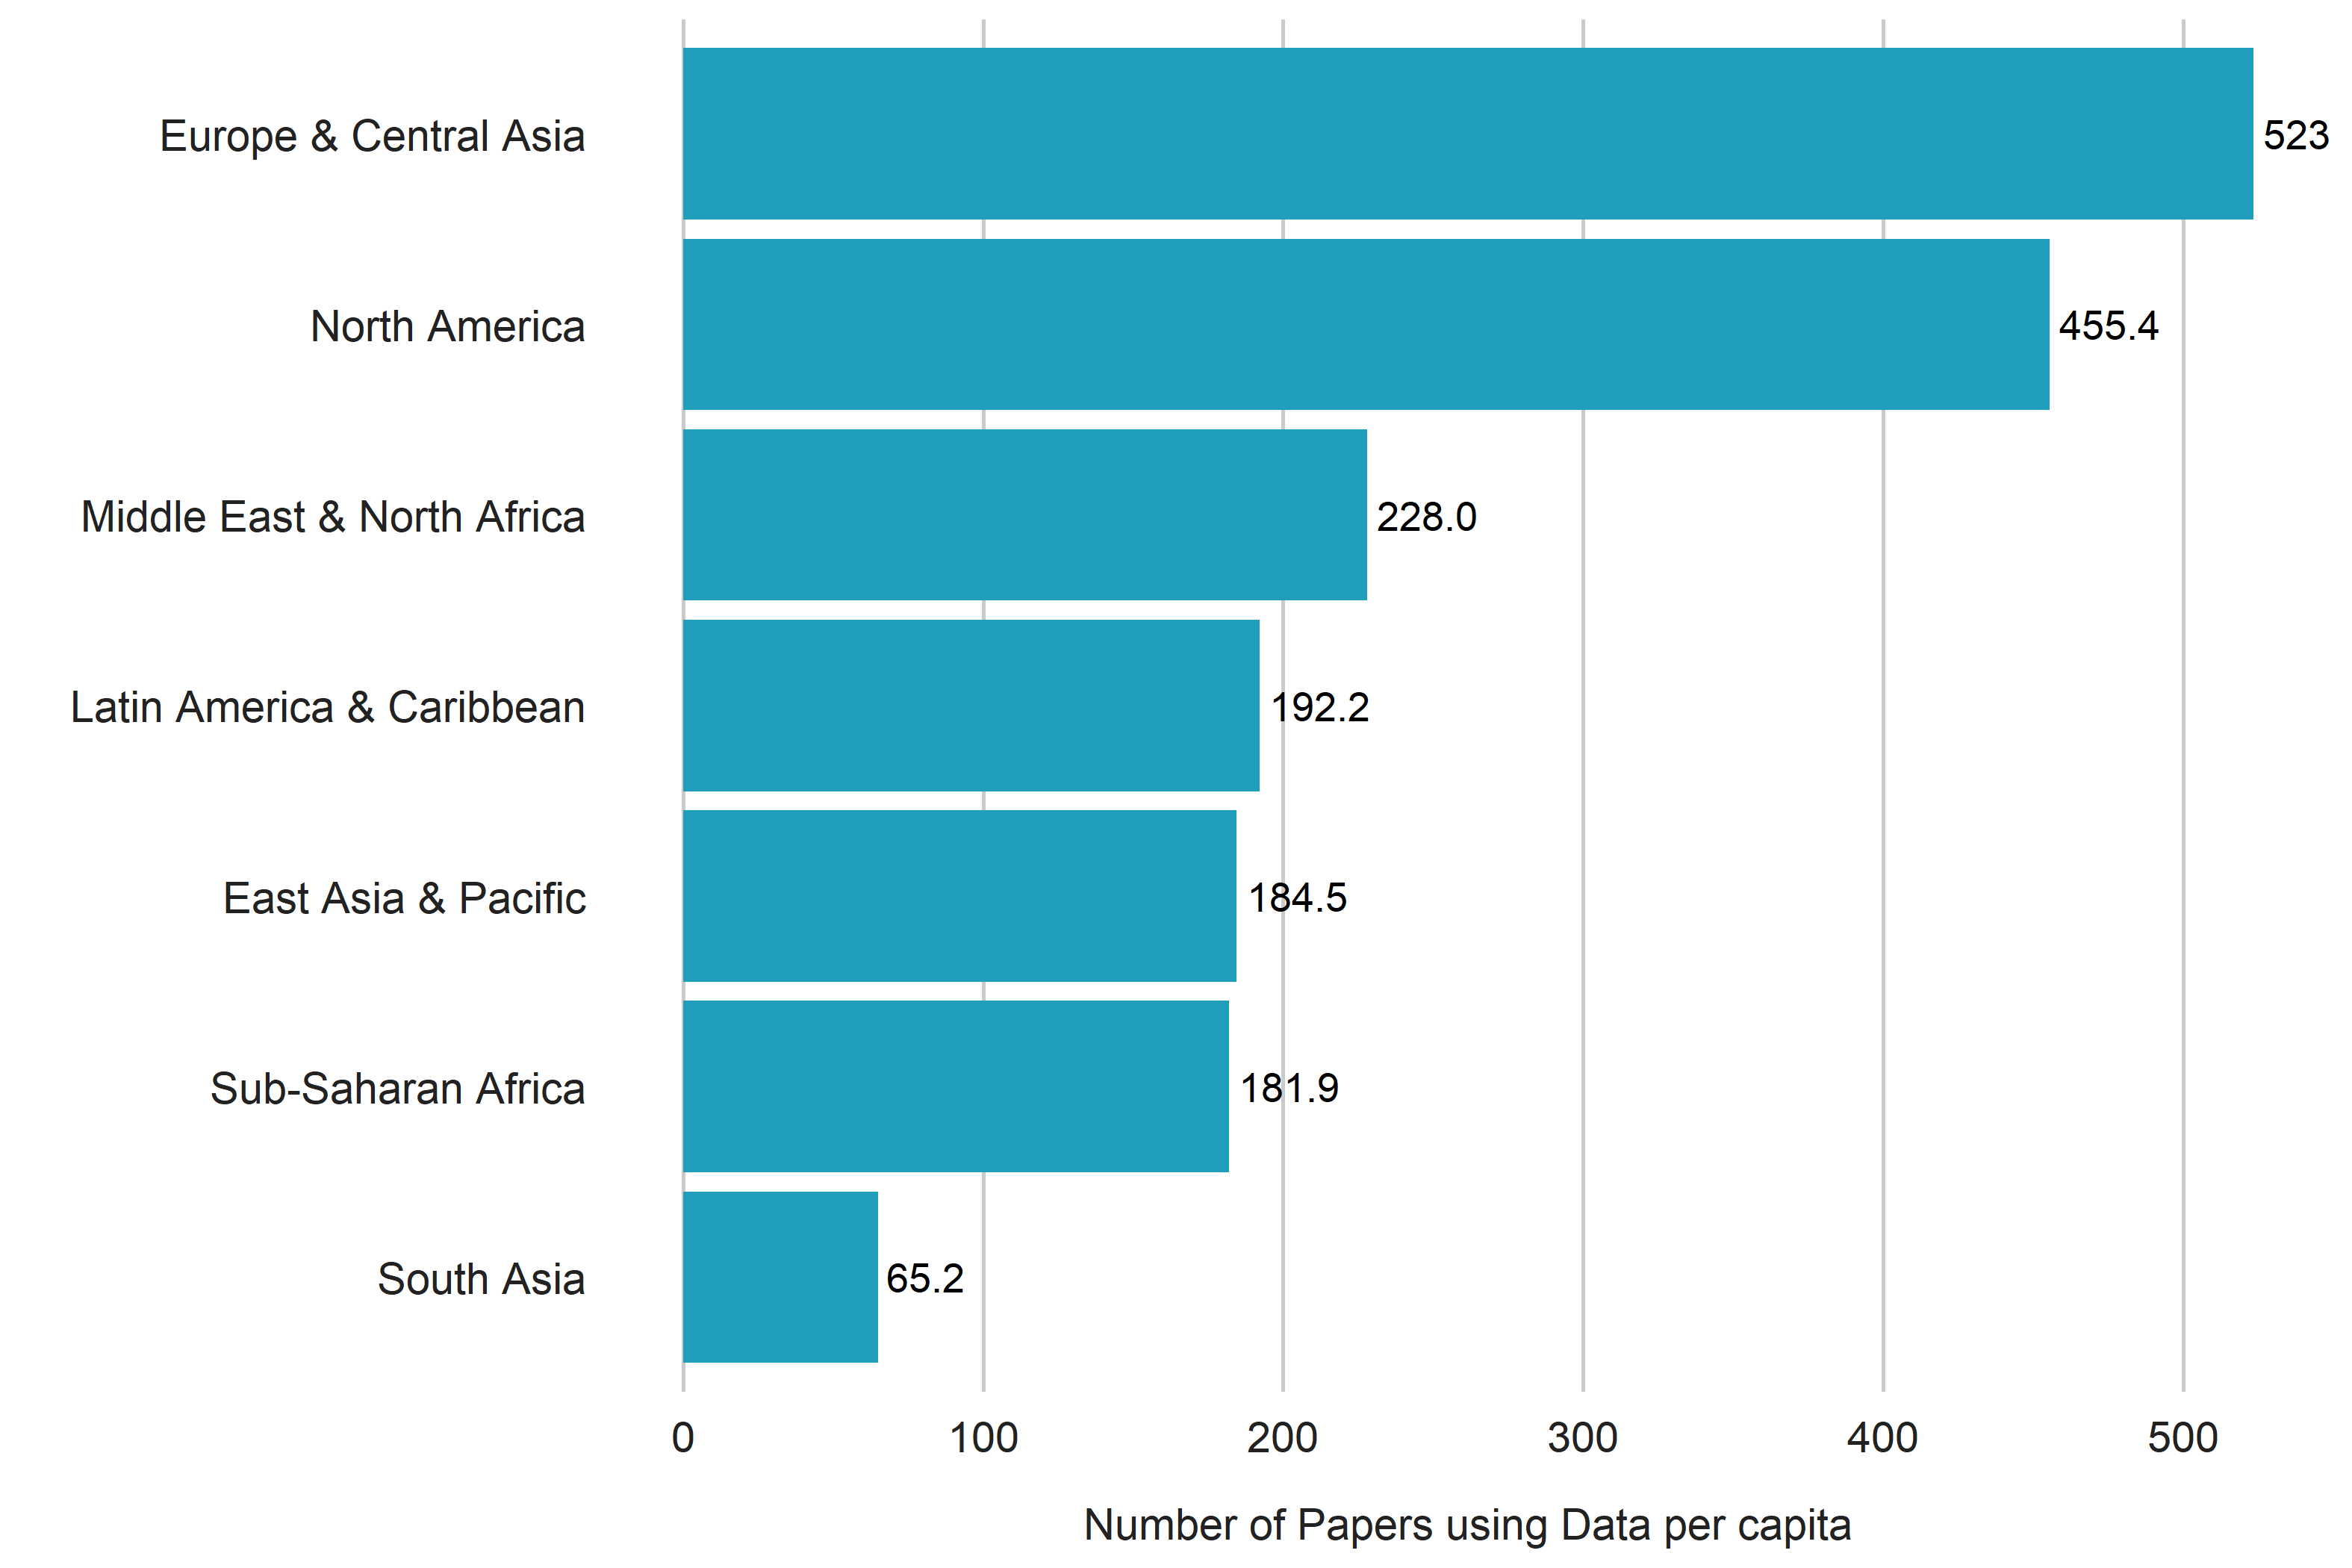 Europe & Central Asia 523
North America 455.4
Middle East & North Africa 228.0
Latin America & Caribbean 192.2
East Asia & Pacific 184.5
Sub-Saharan Africa 181.9
South Asia 65.2
0 100 200 300 400 500
Number of Papers using Data per capita